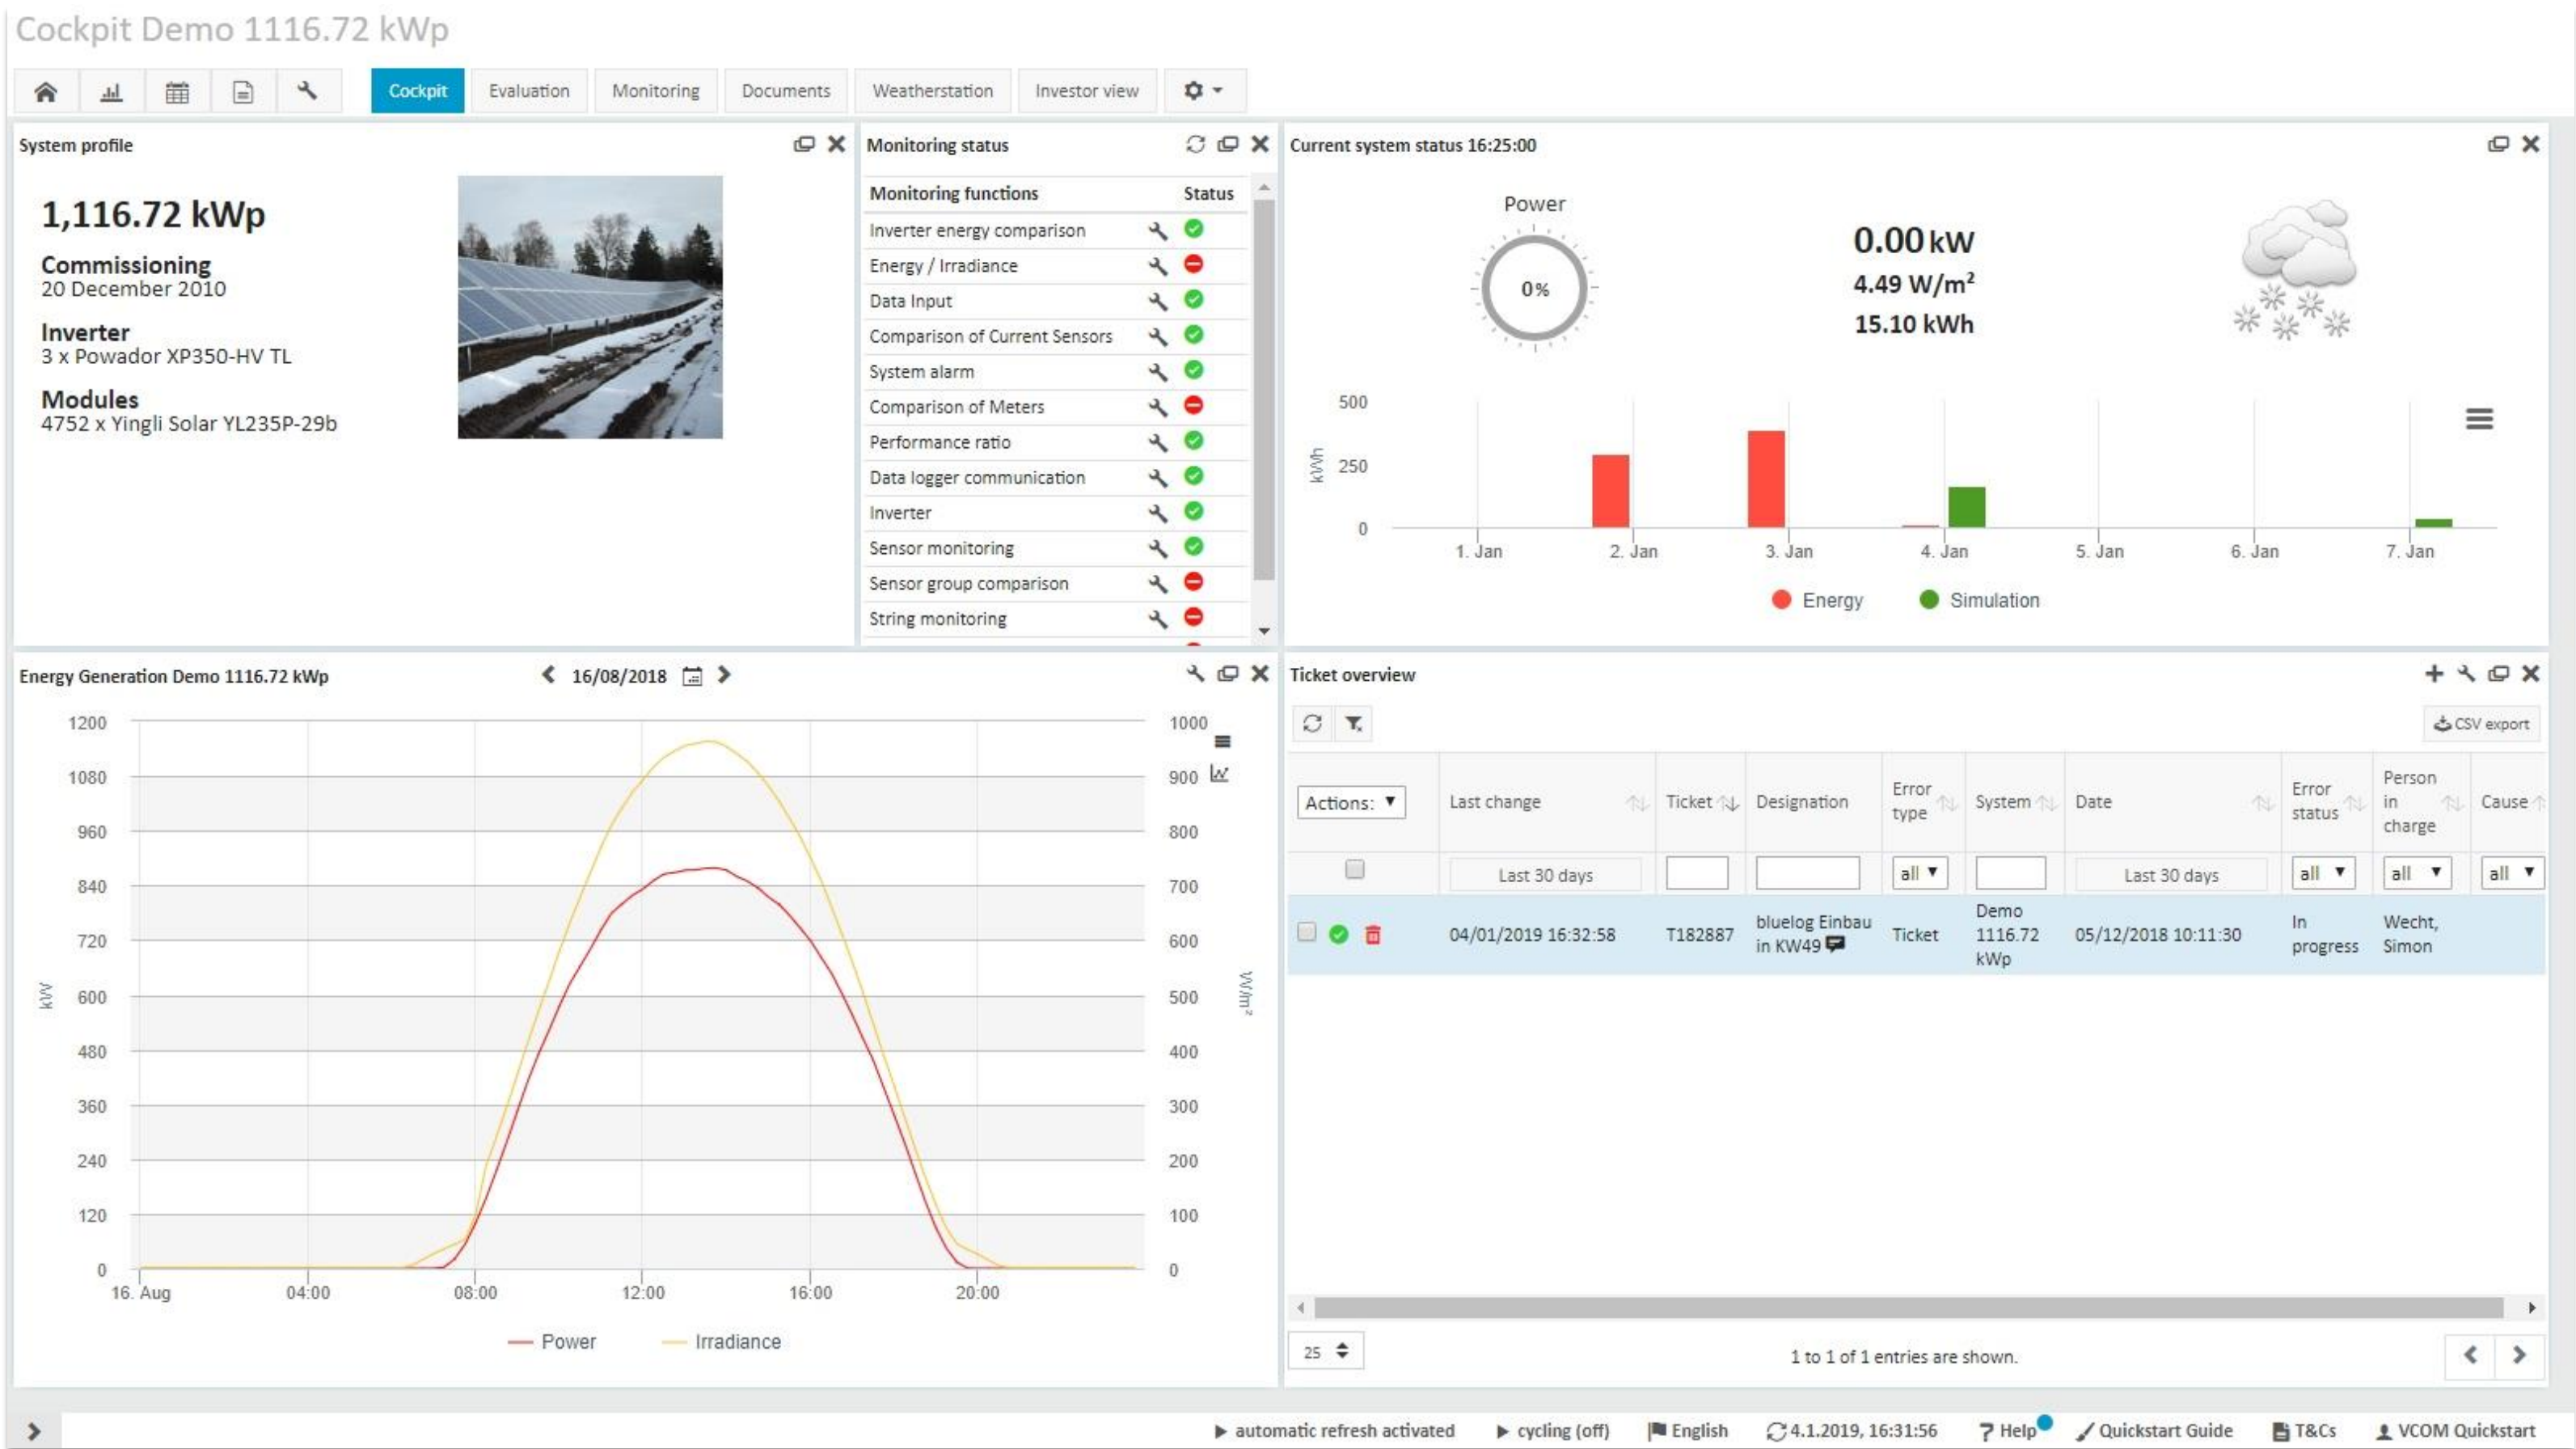 Cockpit Demo 1116.72 kWp
Cockpit
Evaluation
Monitoring
Documents
Weatherstation
Investor view
System profile
1,116.72 kWp
Commissioning
20 December 2010
Inverter
3 x Powador XP350-HV TL
Modules
4752 x Yingli Solar YL235P-29b
Monitoring status
Monitoring functions Status
Inverter energy comparison
Energy / Irradiance
Data Input
Comparison of Current Sensors
System alarm
Comparison of Meters
Performance ratio
Data logger communication
Inverter
Sensor monitoring
Sensor group comparison
String monitoring
Current system status 16:25:00
Power
0%
0.00 kW
4.49 W/m²
15.10 kWh
500
250
0
kWh
1. Jan 2. Jan 3. Jan 4. Jan 5. Jan 6. Jan 7. Jan
Energy Simulation
Energy Generation Demo 1116.72 kWp
16/08/2018
1200 1000
1080 900
960 800
840 700
720 600
600 500
480 400
360 300
240 200
120 100
0 0
kW
W/m²
16. Aug 04:00 08:00 12:00 16:00 20:00
Power Irradiance
Ticket overview
CSV export
Actions:
Last change
Ticket
Designation
Error
type
System
Date
Error
status
Person
in
charge
Cause
Last 30 days
all
Last 30 days
all
all
all
04/01/2019 16:32:58
T182887
bluelog Einbau
in KW49
Ticket
Demo
1116.72
kWp
05/12/2018 10:11:30
In
progress
Wecht,
Simon
25
1 to 1 of 1 entries are shown.
automatic refresh activated
cycling (off)
English
4.1.2019, 16:31:56
Help
Quickstart Guide
T&Cs
VCOM Quickstart